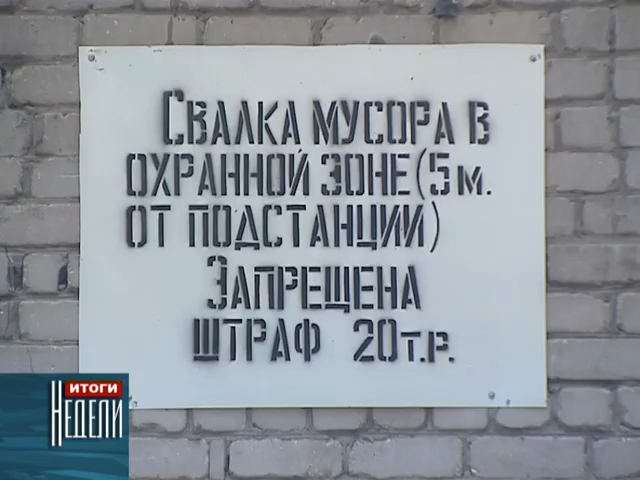 Свалка мусора в
охранной зоне (5м.
от подстанции)
Запрещена
штраф 20т.р.
ИТОГИ
НЕДЕЛИ